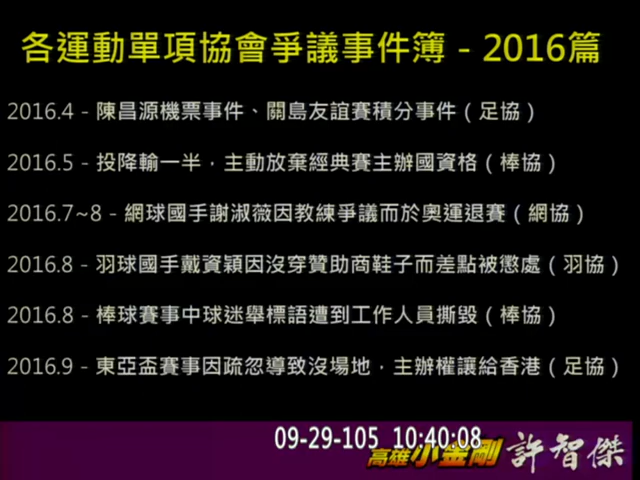 各運動單項協會爭議事件簿 - 2016篇
2016.4 - 陳昌源機票事件、關島友誼賽積分事件 ( 足協 )
2016.5 - 投降輸一半，主動放棄經典賽主辦國資格 ( 棒協 )
2016.7~8 - 網球國手謝淑薇因教練爭議而於奧運退賽 ( 網協 )
2016.8 - 羽球國手戴資穎因沒穿贊助商鞋子而差點被懲處 ( 羽協 )
2016.8 - 棒球賽事中球迷舉標語遭到工作人員撕毀 ( 棒協 )
2016.9 - 東亞盃賽事因疏忽導致沒場地，主辦權讓給香港 ( 足協 )
09-29-105 10:40:08
高雄小金剛 許智傑